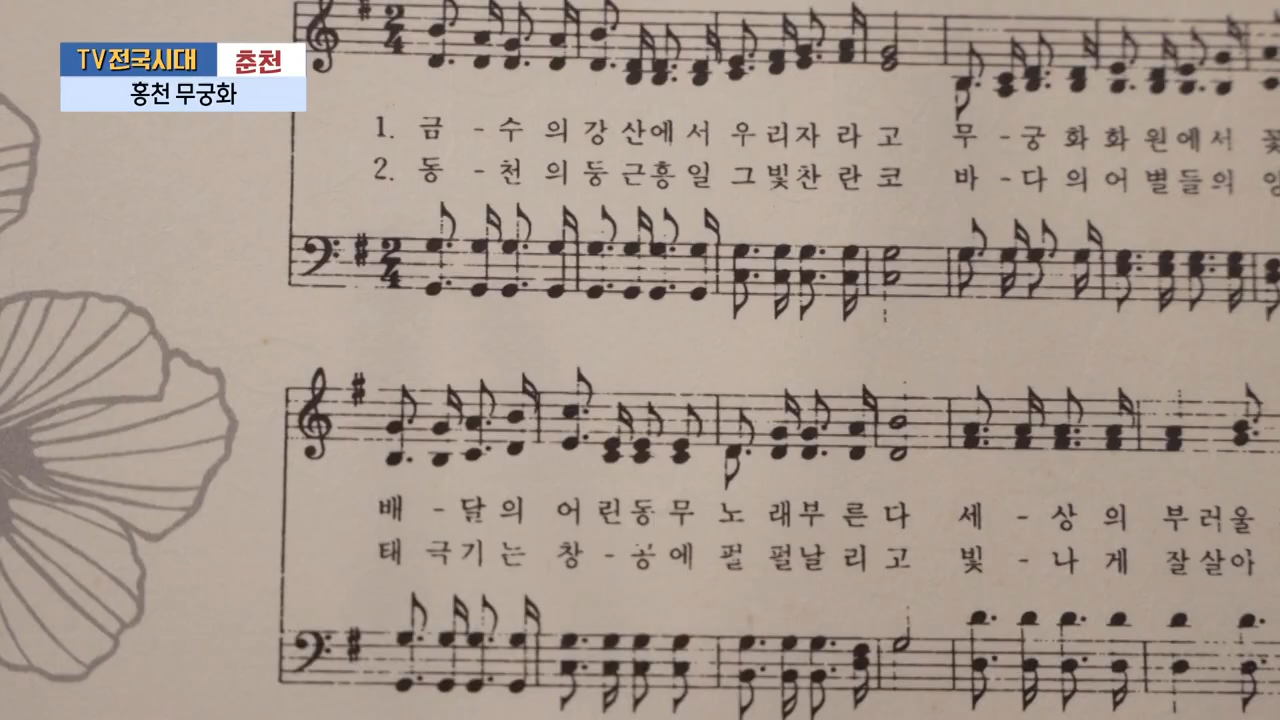 TV전국시대 춘천
홍천 무궁화
1. 금 - 수 의 강 산에 서 우 리자 라 고 무 - 궁 화 화 원에 서 꽃
2. 동 - 천 의 둥 근흥 일 그 빛찬 란 코 바 - 다 의 어 별들 의
배 - 달 의 어 린동 무 노 래부 른 다 세 - 상 의 부 러울
태 극기 는 창 - 공에 펄 펄날 리 고 빛 - 나 게 잘 살아